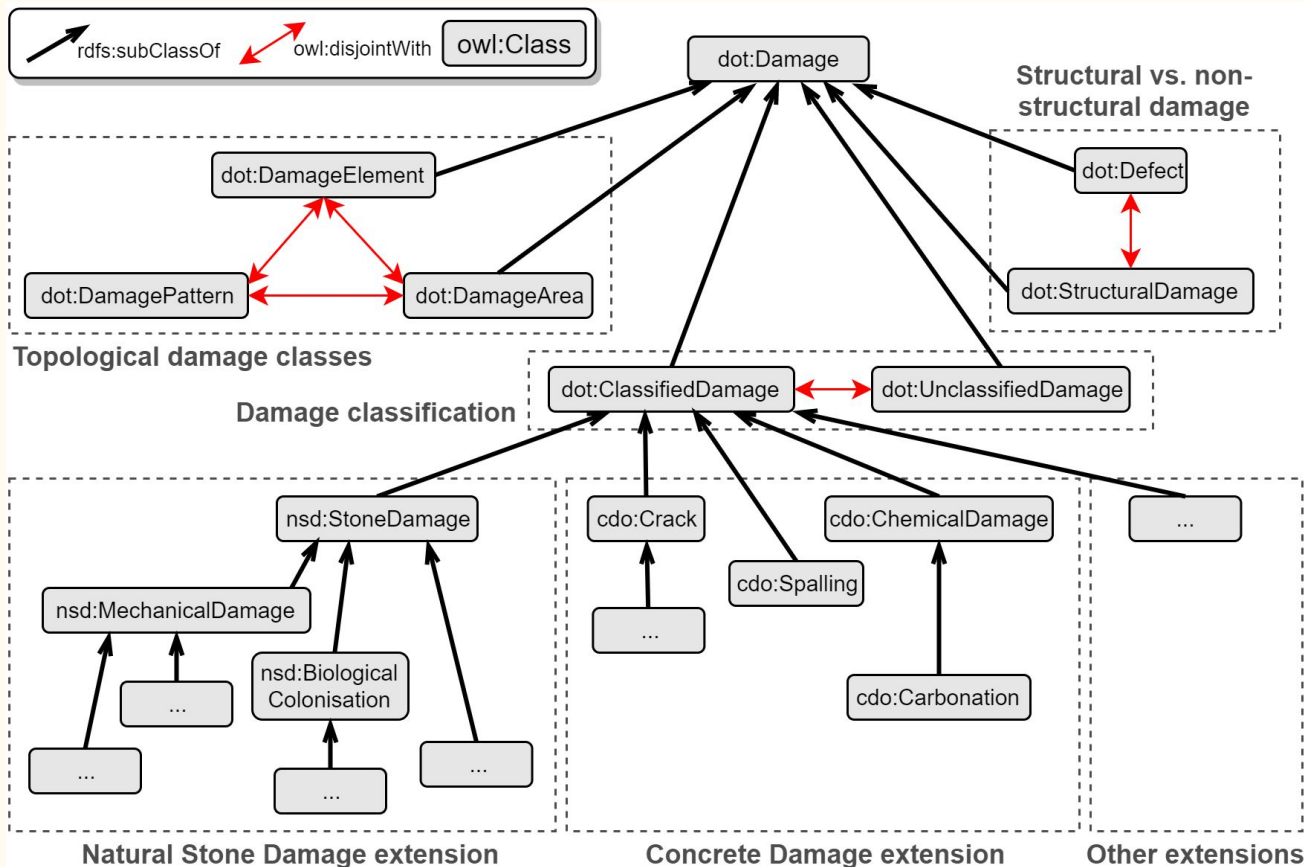 rdfs:subClassOf
owl:disjointWith
owl:Class
dot:Damage
Structural vs. non-
structural damage
dot:DamageElement
dot:Defect
dot:DamagePattern
dot:DamageArea
dot:StructuralDamage
Topological damage classes
dot:ClassifiedDamage
dot:UnclassifiedDamage
Damage classification
nsd:StoneDamage
cdo:Crack
cdo:ChemicalDamage
...
cdo:Spalling
nsd:MechanicalDamage
...
nsd:Biological
Colonisation
cdo:Carbonation
...
...
...
...
Natural Stone Damage extension
Concrete Damage extension
Other extensions